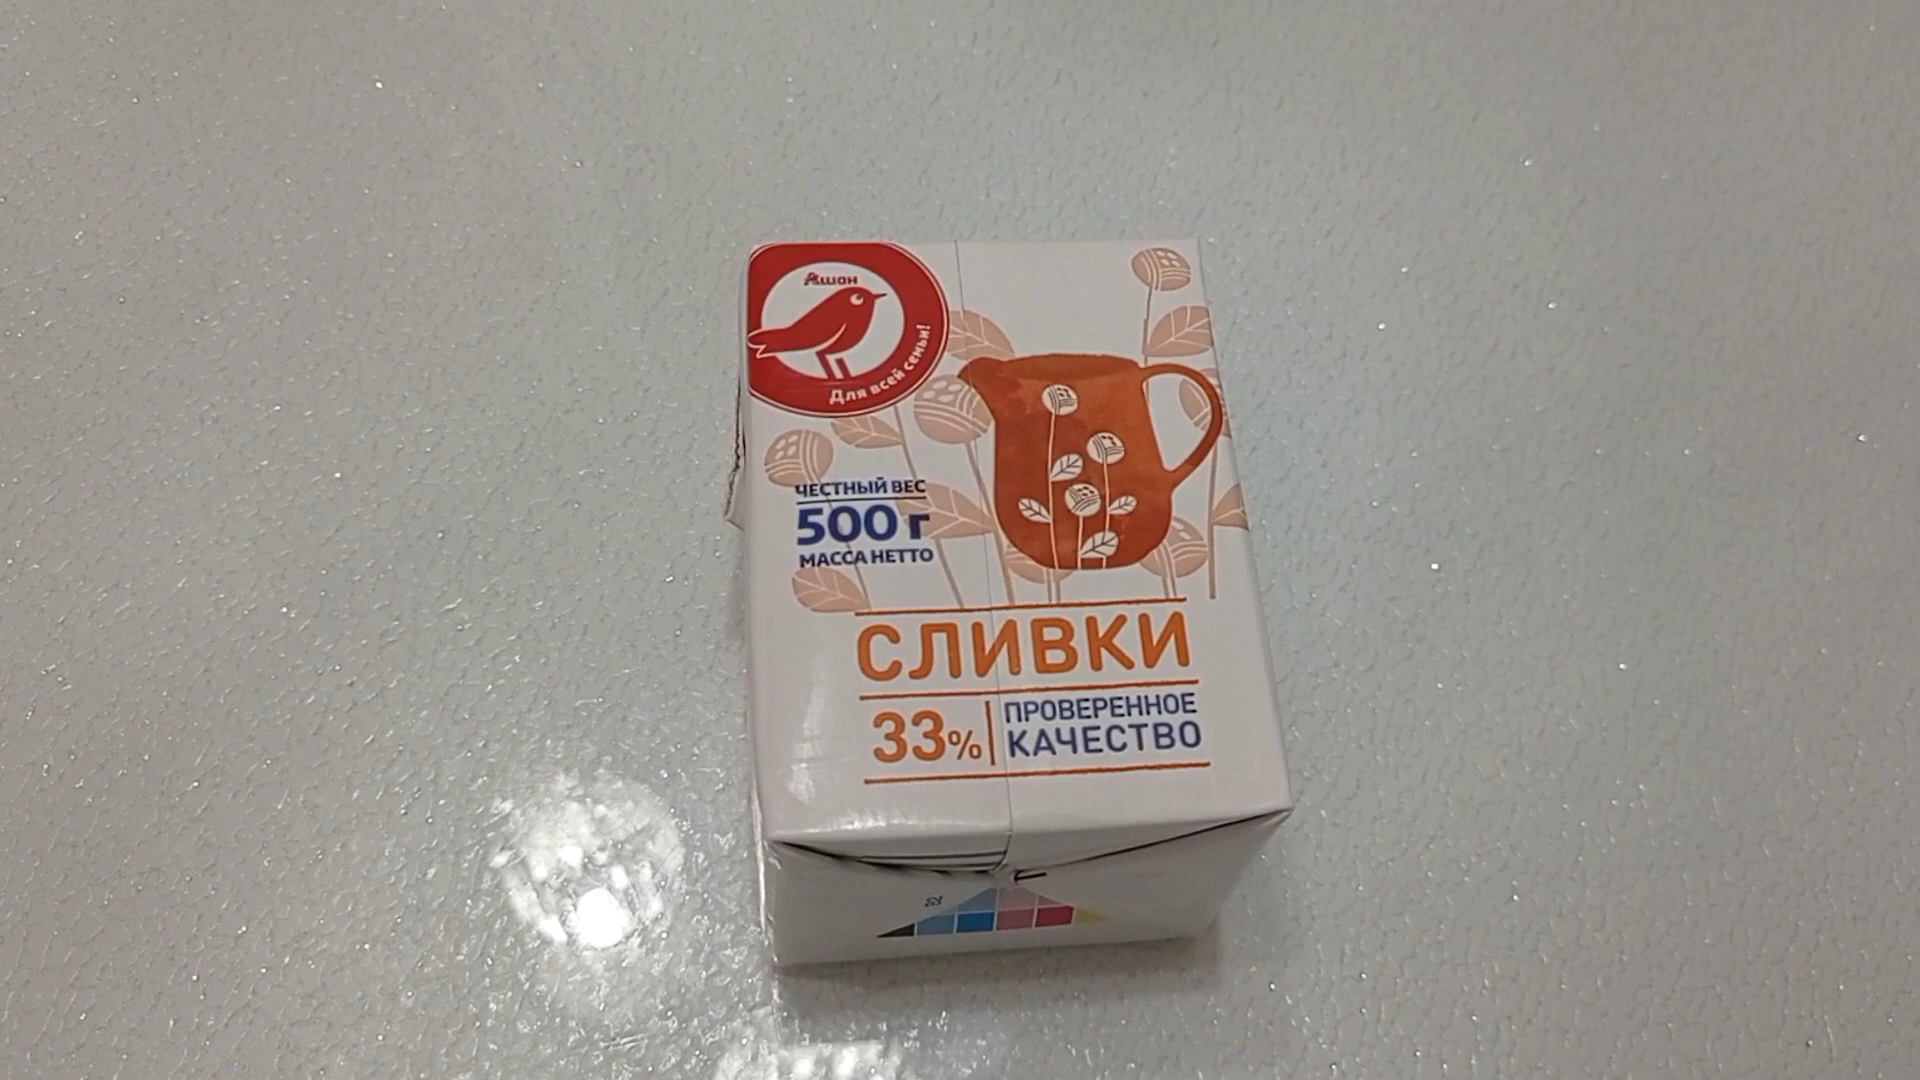 Ашан
Для всей семьи!
ЧЕСТНЫЙ ВЕС
500 г
МАССА НЕТТО
СЛИВКИ
33%
ПРОВЕРЕННОЕ
КАЧЕСТВО